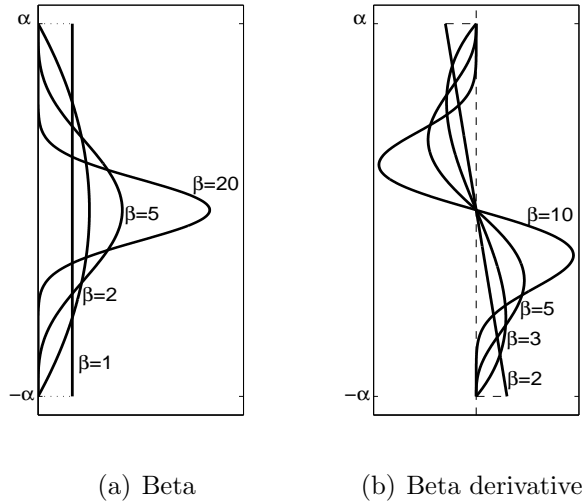 α
β=20
β=5
β=2
β=1
−α
(a) Beta
α
β=10
β=5
β=3
β=2
−α
(b) Beta derivative